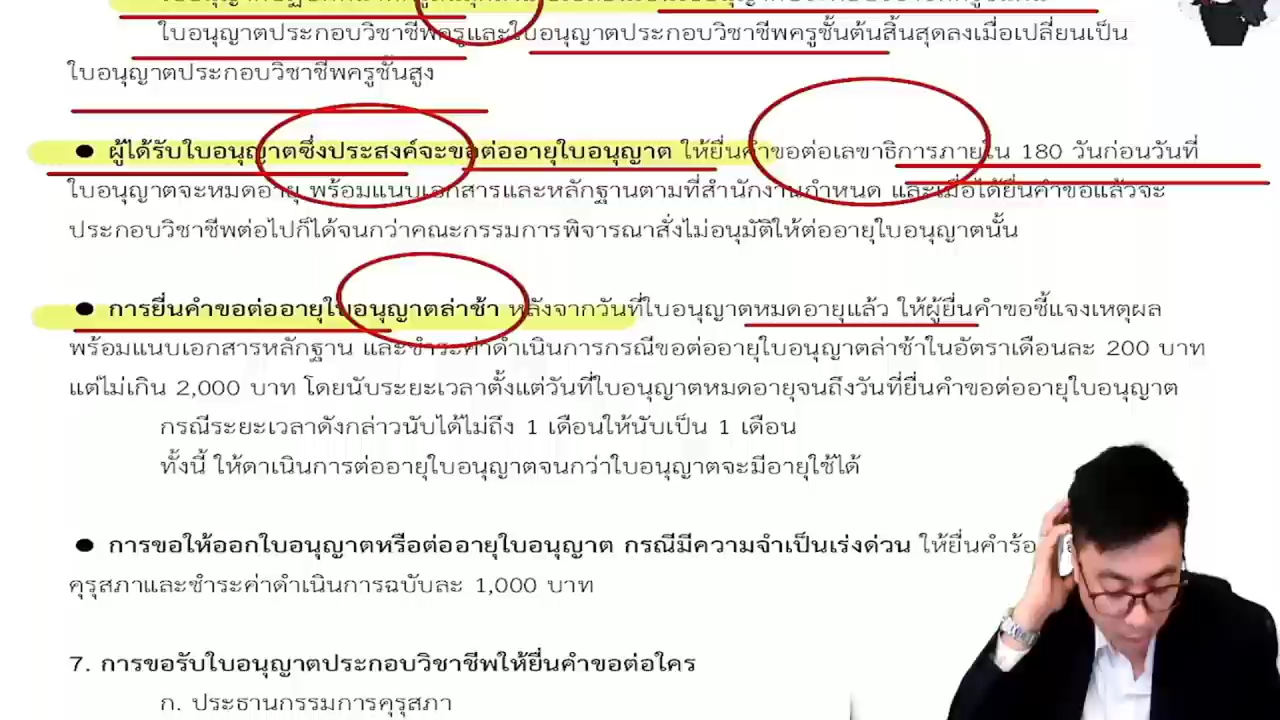 ใบอนุญาตประกอบวิชาชีพครูและใบอนุญาตประกอบวิชาชีพครูชั้นต้นสิ้นสุดลงเมื่อเปลี่ยนเป็น
ใบอนุญาตประกอบวิชาชีพครูชั้นสูง
● ผู้ได้รับใบอนุญาตซึ่งประสงค์จะขอต่ออายุใบอนุญาต ให้ยื่นคำขอต่อเลขาธิการภายใน 180 วันก่อนวันที่
ใบอนุญาตจะหมดอายุ พร้อมแนบเอกสารและหลักฐานตามที่สำนักงานกำหนด และเมื่อได้ยื่นคำขอแล้วจะ
ประกอบวิชาชีพต่อไปก็ได้จนกว่าคณะกรรมการพิจารณาสั่งไม่อนุมัติให้ต่ออายุใบอนุญาตนั้น
● การยื่นคำขอต่ออายุใบอนุญาตล่าช้า หลังจากวันที่ใบอนุญาตหมดอายุแล้ว ให้ผู้ยื่นคำขอชี้แจงเหตุผล
พร้อมแนบเอกสารหลักฐาน และชำระค่าดำเนินการกรณีขอต่ออายุใบอนุญาตล่าช้าในอัตราเดือนละ 200 บาท
แต่ไม่เกิน 2,000 บาท โดยนับระยะเวลาตั้งแต่วันที่ใบอนุญาตหมดอายุจนถึงวันที่ยื่นคำขอต่ออายุใบอนุญาต
กรณีระยะเวลาดังกล่าวนับได้ไม่ถึง 1 เดือนให้นับเป็น 1 เดือน
ทั้งนี้ ให้ดาเนินการต่ออายุใบอนุญาตจนกว่าใบอนุญาตจะมีอายุใช้ได้
● การขอให้ออกใบอนุญาตหรือต่ออายุใบอนุญาต กรณีมีความจำเป็นเร่งด่วน ให้ยื่นคำร้อ
คุรุสภาและชำระค่าดำเนินการฉบับละ 1,000 บาท
7. การขอรับใบอนุญาตประกอบวิชาชีพให้ยื่นคำขอต่อใคร
ก. ประธานกรรมการคุรุสภา